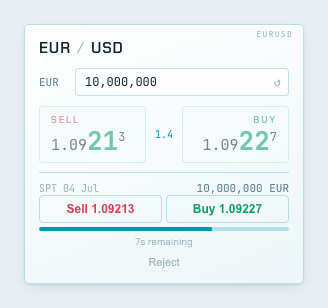 EURUSD
EUR / USD
EUR 10,000,000 ↺
SELL BUY
1.09213 1.4 1.09227
SPT 04 Jul 10,000,000 EUR
Sell 1.09213 Buy 1.09227
7s remaining
Reject